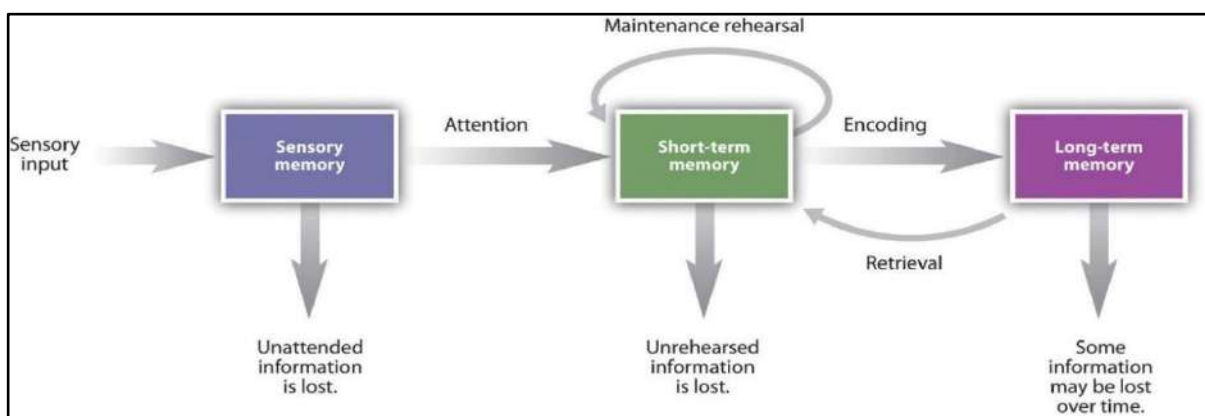 Maintenance rehearsal
Sensory
input
Sensory
memory
Attention
Short-term
memory
Encoding
Long-term
memory
Retrieval
Unattended
information
is lost.
Unrehearsed
information
is lost.
Some
information
may be lost
over time.